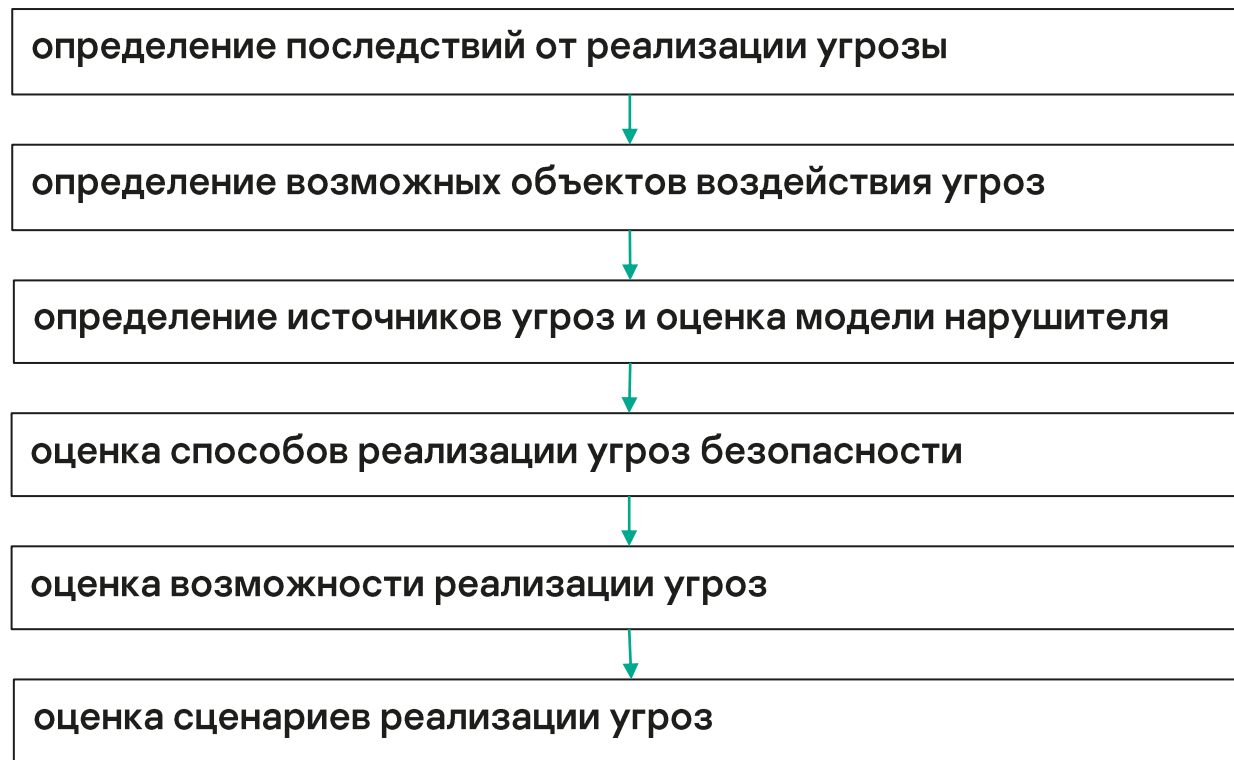 определение последствий от реализации угрозы
определение возможных объектов воздействия угроз
определение источников угроз и оценка модели нарушителя
оценка способов реализации угроз безопасности
оценка возможности реализации угроз
оценка сценариев реализации угроз